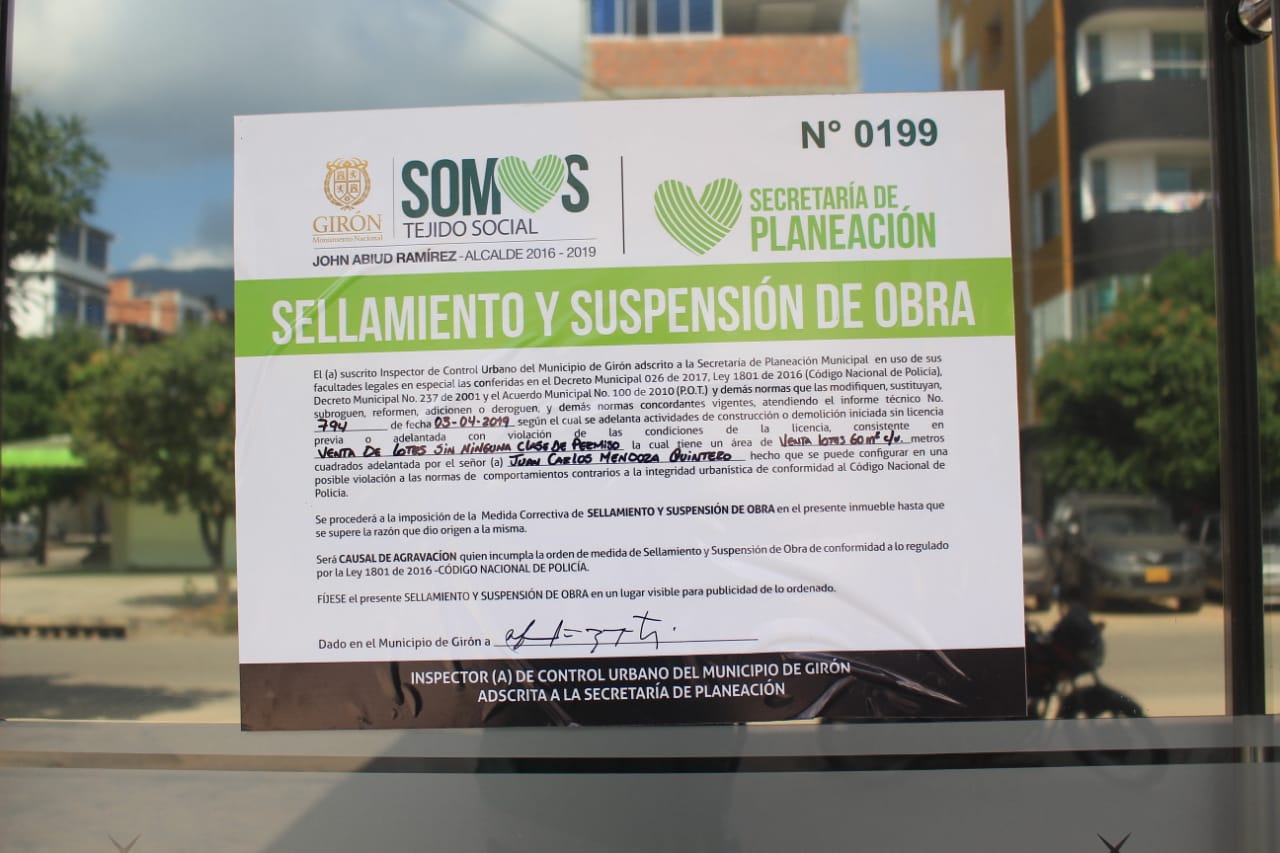 N° 0199
GIRÓN
Monumento Nacional
SOMOS
TEJIDO SOCIAL
JOHN ABIUD RAMÍREZ - ALCALDE 2016 - 2019
SECRETARÍA DE
PLANEACIÓN
SELLAMIENTO Y SUSPENSIÓN DE OBRA
El (a) suscrito Inspector de Control Urbano del Municipio de Girón adscrito a la Secretaría de Planeación Municipal en uso de sus
facultades legales en especial las conferidas en el Decreto Municipal 026 de 2017, Ley 1801 de 2016 (Código Nacional de Policía),
Decreto Municipal No. 237 de 2001 y el Acuerdo Municipal No. 100 de 2010 (P.O.T.) y demás normas que las modifiquen, sustituyan,
subroguen, reformen, adicionen o deroguen, y demás normas concordantes vigentes, atendiendo el informe técnico No.
794 de fecha 03-04-2019 según el cual se adelanta actividades de construcción o demolición iniciada sin licencia
previa o adelantada con violación de las condiciones de la licencia, consistente en
VENTA DE LOTES SIN NINGUNA CLASE DE PERMISO la cual tiene un área de VENTA LOTES 60 m² c/u. metros
cuadrados adelantada por el señor (a) JUAN CARLOS MENDOZA QUINTERO hecho que se puede configurar en una
posible violación a las normas de comportamientos contrarios a la integridad urbanística de conformidad al Código Nacional de
Policía.
Se procederá a la imposición de la Medida Correctiva de SELLAMIENTO Y SUSPENSIÓN DE OBRA en el presente inmueble hasta que
se supere la razón que dio origen a la misma.
Será CAUSAL DE AGRAVACÍON quien incumpla la orden de medida de Sellamiento y Suspensión de Obra de conformidad a lo regulado
por la Ley 1801 de 2016 -CÓDIGO NACIONAL DE POLICÍA.
FÍJESE el presente SELLAMIENTO Y SUSPENSIÓN DE OBRA en un lugar visible para publicidad de lo ordenado.
Dado en el Municipio de Girón a
INSPECTOR (A) DE CONTROL URBANO DEL MUNICIPIO DE GIRÓN
ADSCRITA A LA SECRETARÍA DE PLANEACIÓN